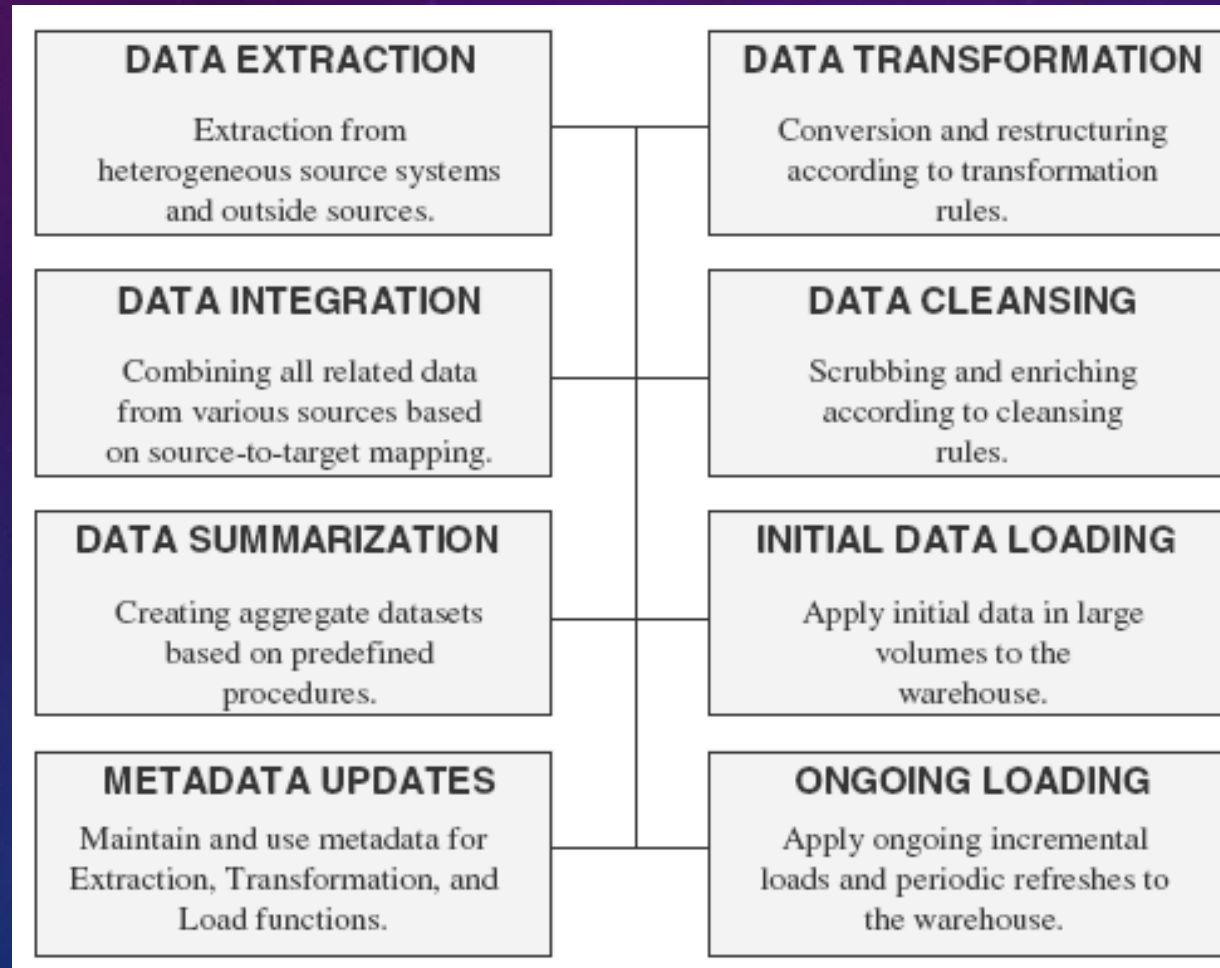 DATA EXTRACTION
Extraction from
heterogeneous source systems
and outside sources.
DATA TRANSFORMATION
Conversion and restructuring
according to transformation
rules.
DATA INTEGRATION
Combining all related data
from various sources based
on source-to-target mapping.
DATA CLEANSING
Scrubbing and enriching
according to cleansing
rules.
DATA SUMMARIZATION
Creating aggregate datasets
based on predefined
procedures.
INITIAL DATA LOADING
Apply initial data in large
volumes to the
warehouse.
METADATA UPDATES
Maintain and use metadata for
Extraction, Transformation, and
Load functions.
ONGOING LOADING
Apply ongoing incremental
loads and periodic refreshes to
the warehouse.